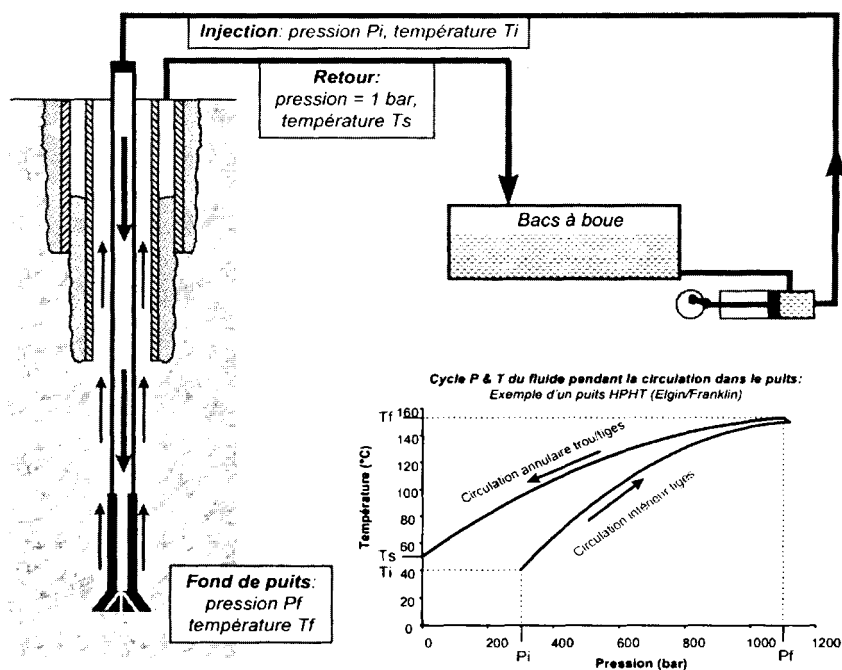 Injection: pression Pi, température Ti
Retour:
pression = 1 bar,
température Ts
Bacs à boue
Fond de puits:
pression Pf
température Tf
Cycle P & T du fluide pendant la circulation dans le puits:
Exemple d'un puits HPHT (Elgin/Franklin)
Température (°C)
Tf
160
140
120
100
80
60
Ts
Ti
40
20
0
Circulation annulaire trou/tiges
Circulation intérieur tiges
0
200
400
600
800
1000
1200
Pi
Pression (bar)
Pf